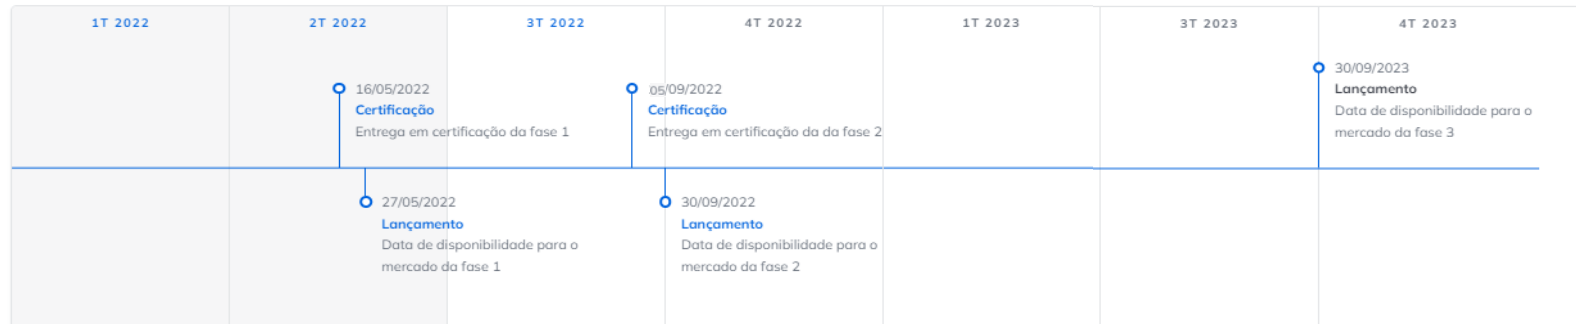 1T 2022
2T 2022
3T 2022
4T 2022
1T 2023
3T 2023
4T 2023
16/05/2022
Certificação
Entrega em certificação da fase 1
05/09/2022
Certificação
Entrega em certificação da da fase 2
30/09/2023
Lançamento
Data de disponibilidade para o
mercado da fase 3
27/05/2022
Lançamento
Data de disponibilidade para o
mercado da fase 1
30/09/2022
Lançamento
Data de disponibilidade para o
mercado da fase 2